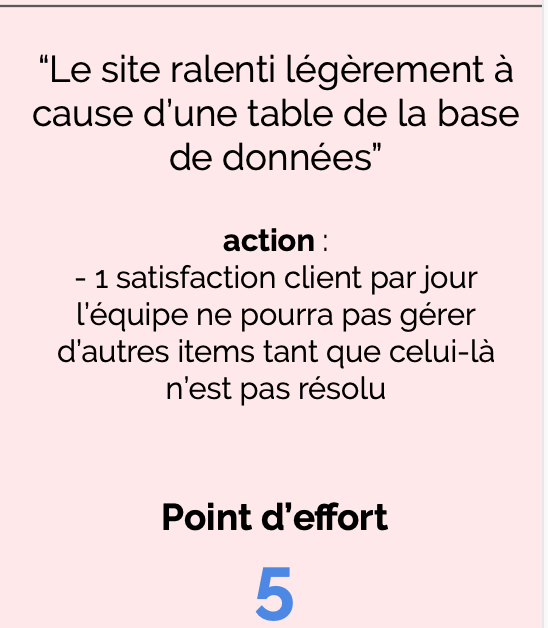 “Le site ralenti légèrement à
cause d’une table de la base
de données”
action :
- 1 satisfaction client par jour
l’équipe ne pourra pas gérer
d’autres items tant que celui-là
n’est pas résolu
Point d’effort
5